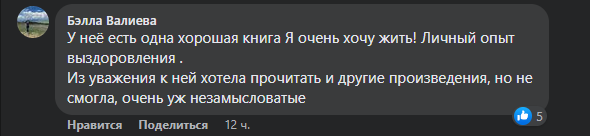 Бэлла Валиева
У неё есть одна хорошая книга Я очень хочу жить! Личный опыт
выздоровления .
Из уважения к ней хотела прочитать и другие произведения, но не
смогла, очень уж незамысловатые
Нравится Поделиться 12 ч.
5